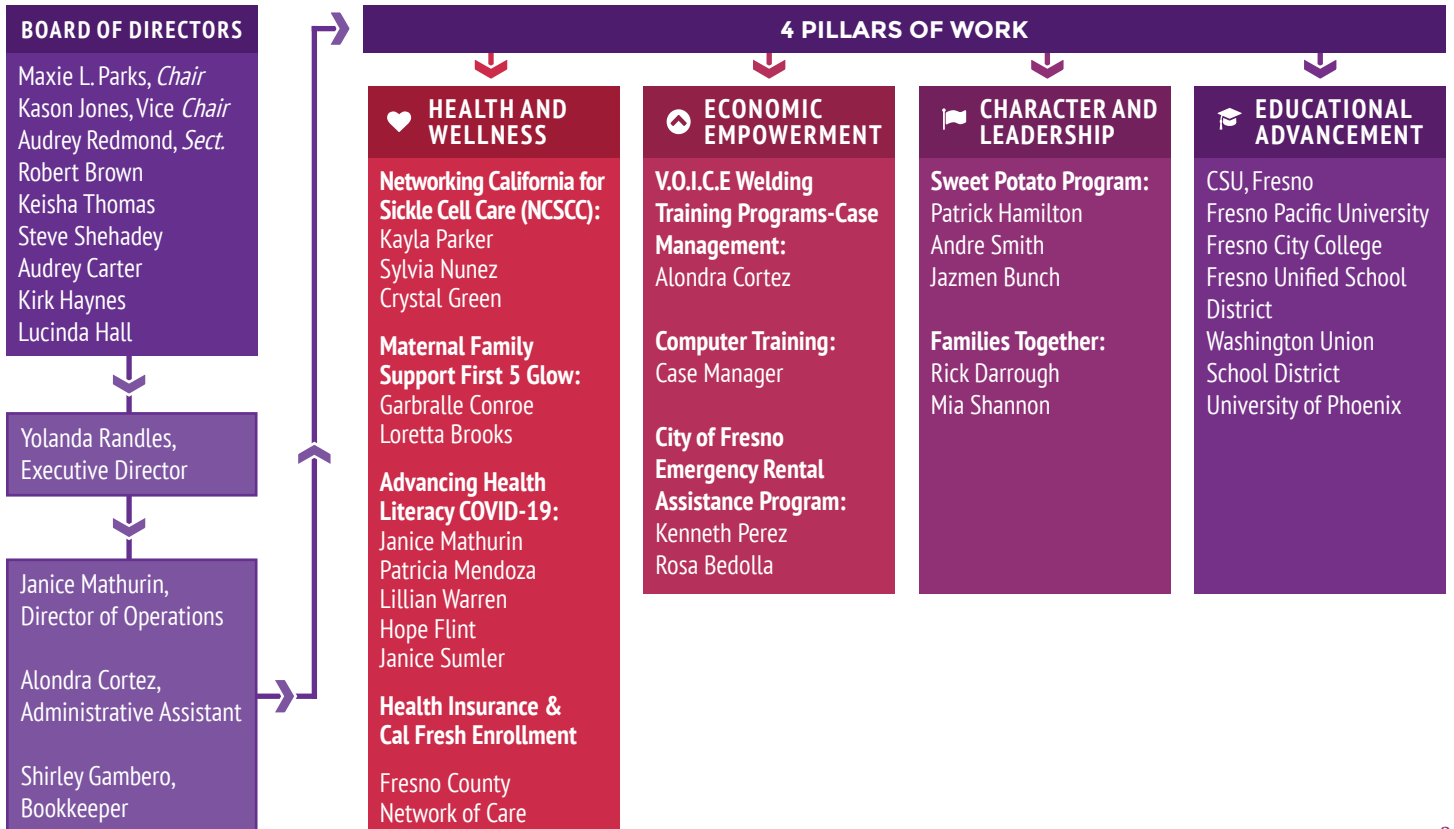 BOARD OF DIRECTORS
Maxie L. Parks, Chair
Kason Jones, Vice Chair
Audrey Redmond, Sect.
Robert Brown
Keisha Thomas
Steve Shehadey
Audrey Carter
Kirk Haynes
Lucinda Hall
Yolanda Randles,
Executive Director
Janice Mathurin,
Director of Operations
Alondra Cortez,
Administrative Assistant
Shirley Gambero,
Bookkeeper
4 PILLARS OF WORK
HEALTH AND
WELLNESS
Networking California for
Sickle Cell Care (NCSCC):
Kayla Parker
Sylvia Nunez
Crystal Green
Maternal Family
Support First 5 Glow:
Garbralle Conroe
Loretta Brooks
Advancing Health
Literacy COVID-19:
Janice Mathurin
Patricia Mendoza
Lillian Warren
Hope Flint
Janice Sumler
Health Insurance &
Cal Fresh Enrollment
Fresno County
Network of Care
ECONOMIC
EMPOWERMENT
V.O.I.C.E Welding
Training Programs-Case
Management:
Alondra Cortez
Computer Training:
Case Manager
City of Fresno
Emergency Rental
Assistance Program:
Kenneth Perez
Rosa Bedolla
CHARACTER AND
LEADERSHIP
Sweet Potato Program:
Patrick Hamilton
Andre Smith
Jazmen Bunch
Families Together:
Rick Darrough
Mia Shannon
EDUCATIONAL
ADVANCEMENT
CSU, Fresno
Fresno Pacific University
Fresno City College
Fresno Unified School
District
Washington Union
School District
University of Phoenix